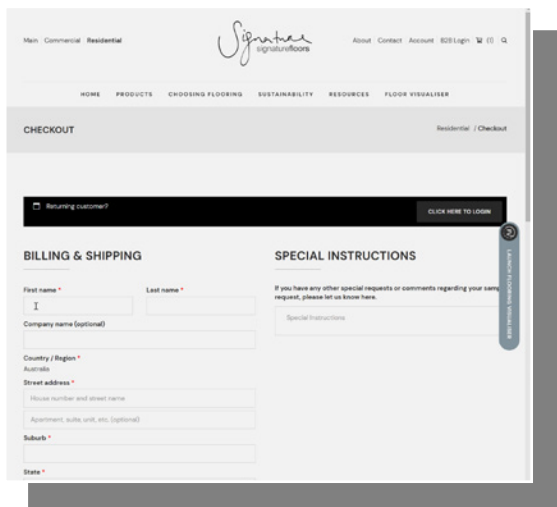 Main Commercial Residential
Signature
signaturefloors
About Contact Account B2B Login (1)
HOME PRODUCTS CHOOSING FLOORING SUSTAINABILITY RESOURCES FLOOR VISUALISER
CHECKOUT
Residential / Checkout
Returning customer?
CLICK HERE TO LOGIN
BILLING & SHIPPING
First name * Last name *
Company name (optional)
Country / Region *
Australia
Street address *
House number and street name
Apartment, suite, unit, etc. (optional)
Suburb *
State *
SPECIAL INSTRUCTIONS
If you have any other special requests or comments regarding your samp
request, please let us know here.
Special Instructions
LAUNCH FLOORING VISUALISER